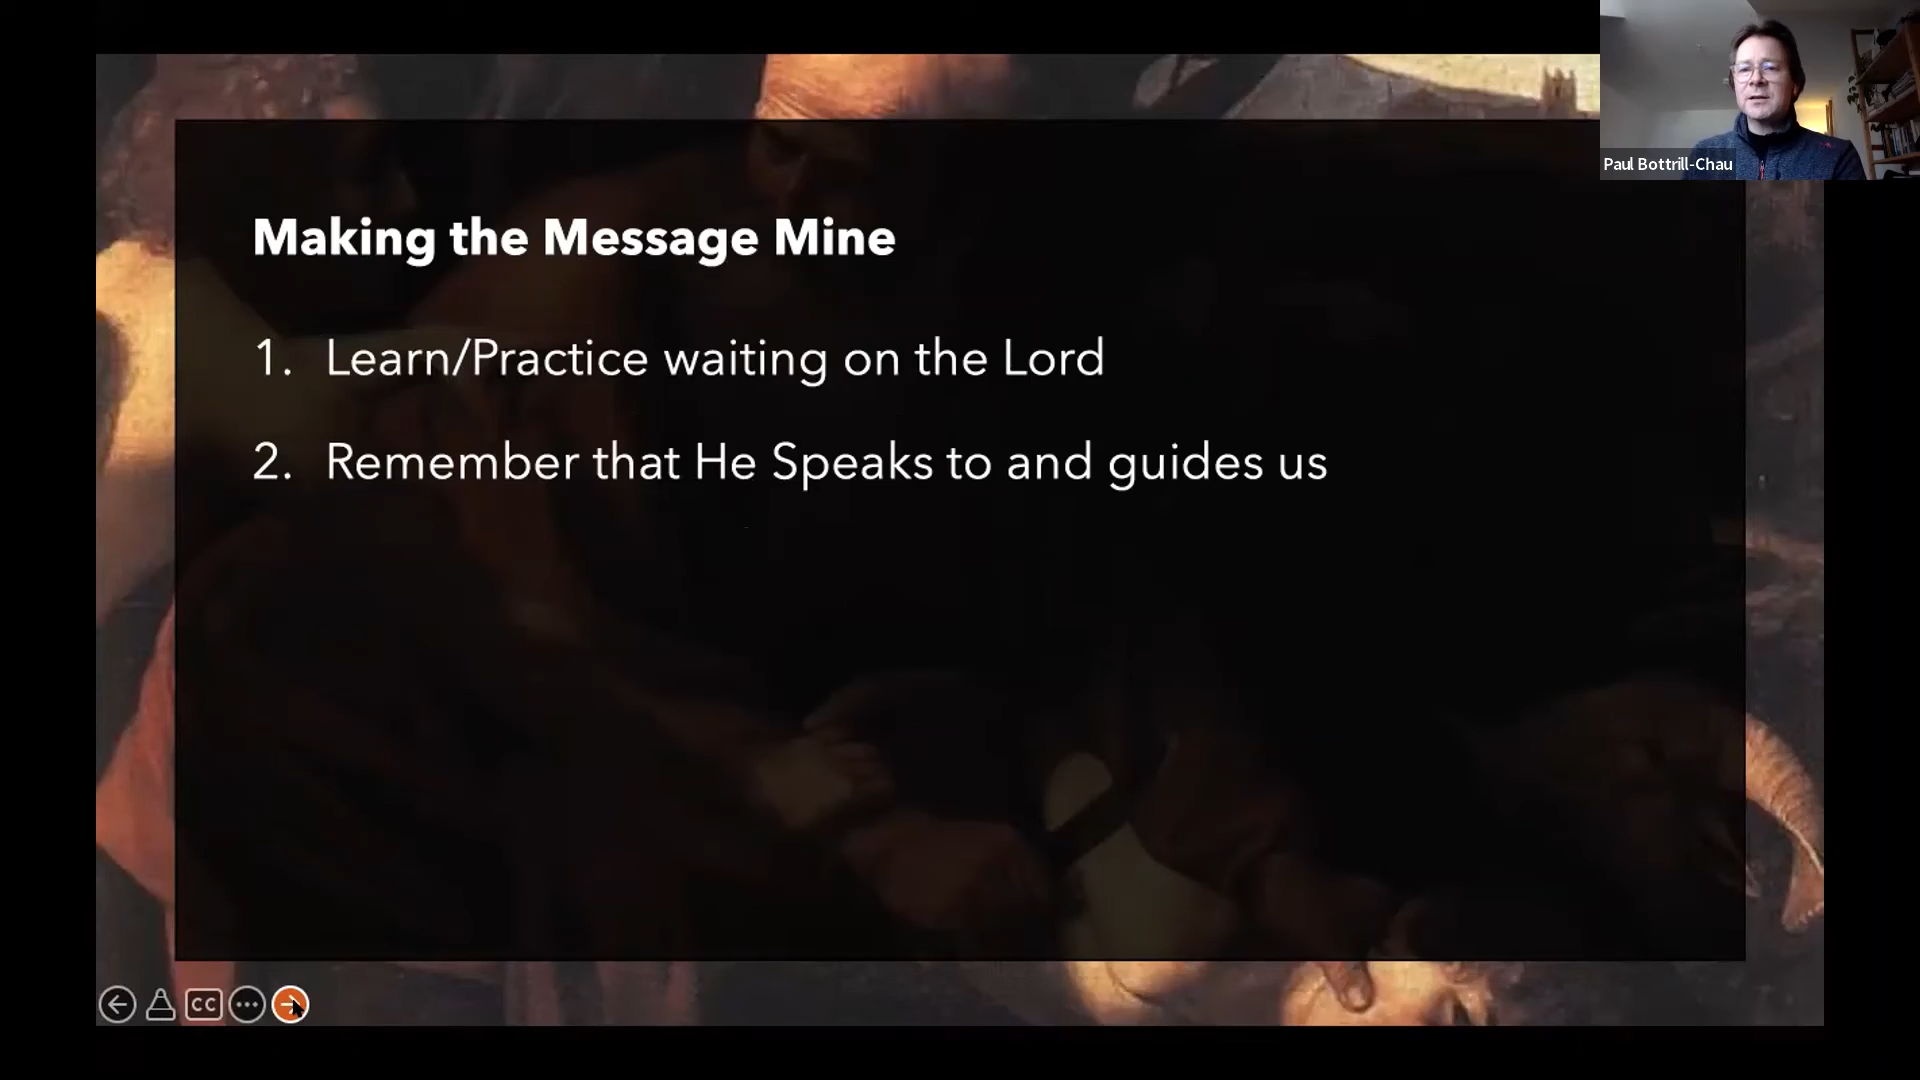 Paul Bottrill-Chau
Making the Message Mine
1. Learn/Practice waiting on the Lord
2. Remember that He Speaks to and guides us
CC